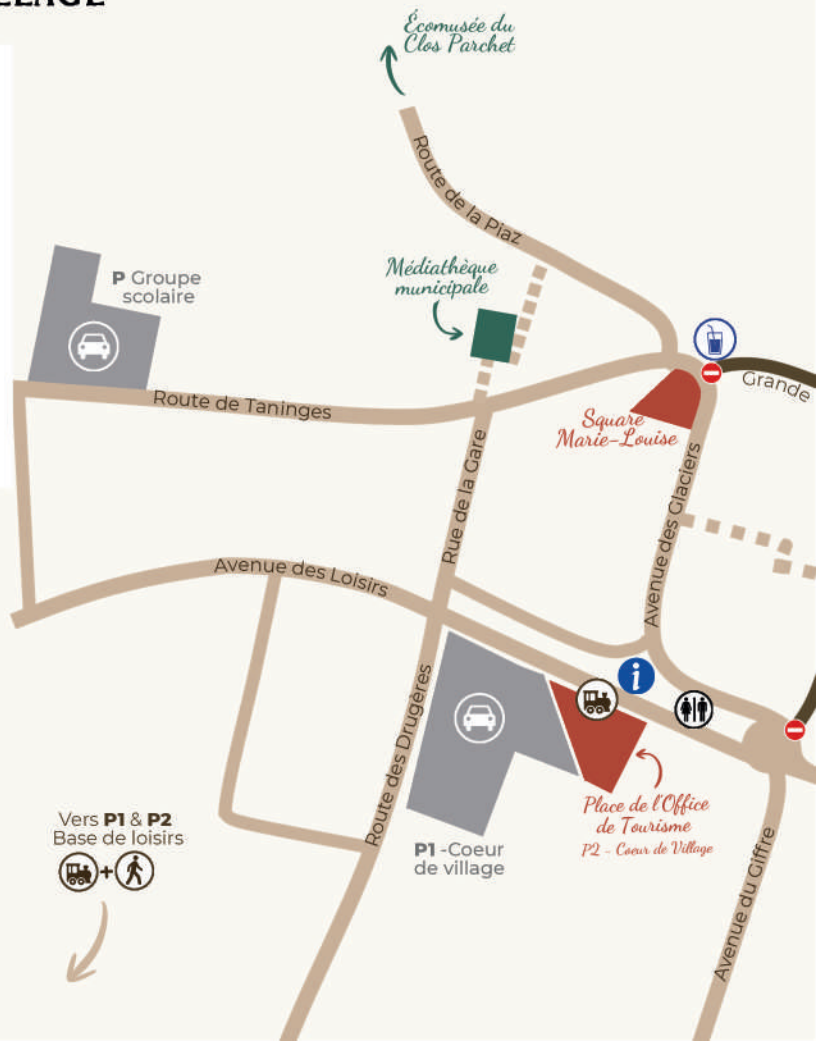 Écomusée du
Clos Parchet
Route de la Piaz
Médiathèque
municipale
P Groupe
scolaire
Route de Taninges
Grande
Square
Marie-Louise
Rue de la Gare
Avenue des Glaciers
Avenue des Loisirs
i
Route des Drugères
Place de l'Office
de Tourisme
P2 - Coeur de Village
P1 -Coeur
de village
Vers P1 & P2
Base de loisirs
+
Avenue du Giffre